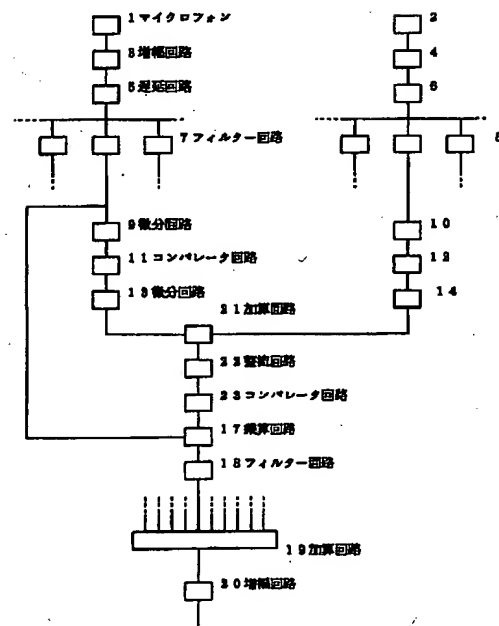 1マイクロフォン
2
3増幅回路
4
5遅延回路
6
7フィルター回路
8
9微分回路
10
11コンパレータ回路
12
13微分回路
14
21加算回路
22整流回路
23コンパレータ回路
17乗算回路
18フィルター回路
19加算回路
20増幅回路